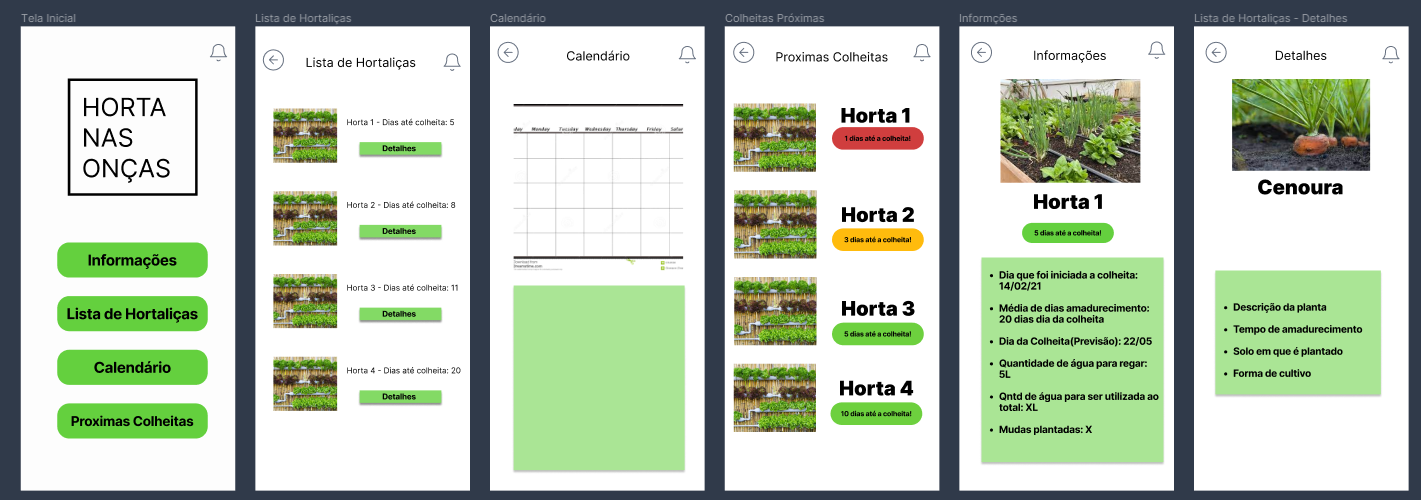 Tela Inicial
HORTA
NAS
ONÇAS
Informações
Lista de Hortaliças
Calendário
Proximas Colheitas
Lista de Hortaliças
Lista de Hortaliças
Horta 1 - Dias até colheita: 5
Detalhes
Horta 2 - Dias até colheita: 8
Detalhes
Horta 3 - Dias até colheita: 11
Detalhes
Horta 4 - Dias até colheita: 20
Detalhes
Calendário
Calendário
day Monday Tuesday Wednesday Thursday Friday Satur
Colheitas Próximas
Proximas Colheitas
Horta 1
1 dias até a colheita!
Horta 2
3 dias até a colheita!
Horta 3
5 dias até a colheita!
Horta 4
10 dias até a colheita!
Informções
Informações
Horta 1
5 dias até a colheita!
• Dia que foi iniciada a colheita:
14/02/21
• Média de dias amadurecimento:
20 dias dia da colheita
• Dia da Colheita(Previsão): 22/05
• Quantidade de água para regar:
5L
• Qntd de água para ser utilizada ao
total: XL
• Mudas plantadas: X
Lista de Hortaliças - Detalhes
Detalhes
Cenoura
• Descrição da planta
• Tempo de amadurecimento
• Solo em que é plantado
• Forma de cultivo